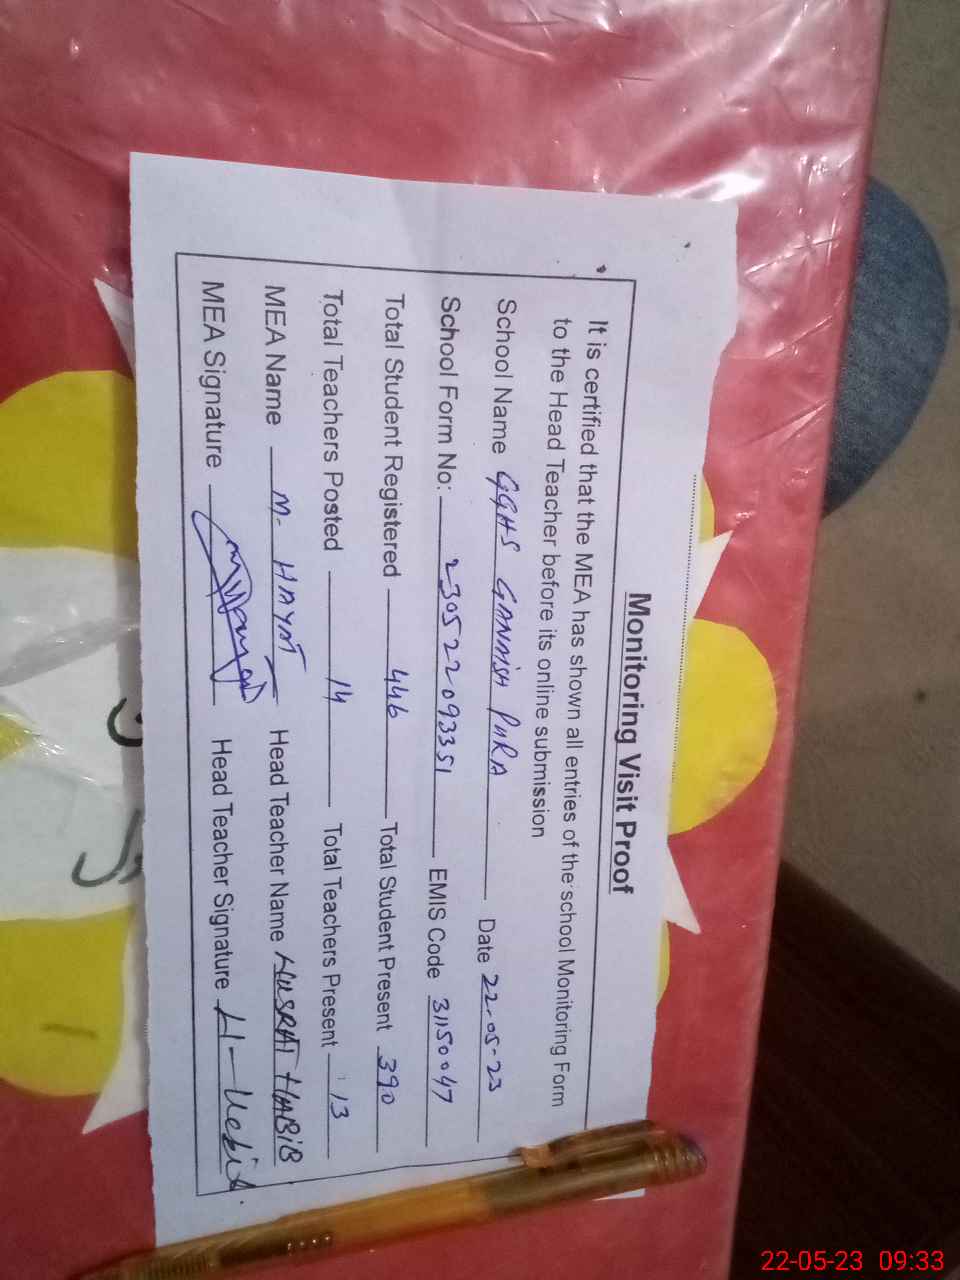 Monitoring Visit Proof
It is certified that the MEA has shown all entries of the school Monitoring Form
to the Head Teacher before its online submission
School Name GGHS GANNISH PURA Date 22-05-23
School Form No: 230522093351 EMIS Code 31150047
Total Student Registered 446 Total Student Present 390
Total Teachers Posted 14 Total Teachers Present 13
MEA Name M- HAYAT Head Teacher Name NUSRAT HABIB
MEA Signature Head Teacher Signature
22-05-23 09:33